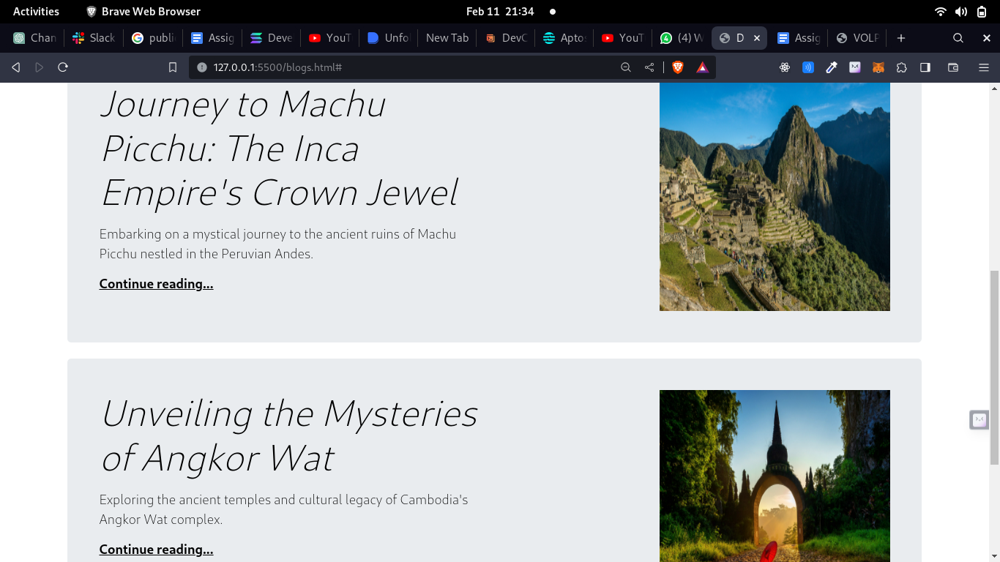 Activities Brave Web Browser Feb 11 21:34
Chan Slack publi Assig Deve YouT Unfo New Tab DevC Aptos YouT (4) W D Assig VOLP
127.0.0.1:5500/blogs.html#
Journey to Machu
Picchu: The Inca
Empire's Crown Jewel
Embarking on a mystical journey to the ancient ruins of Machu
Picchu nestled in the Peruvian Andes.
Continue reading...
Unveiling the Mysteries
of Angkor Wat
Exploring the ancient temples and cultural legacy of Cambodia's
Angkor Wat complex.
Continue reading...